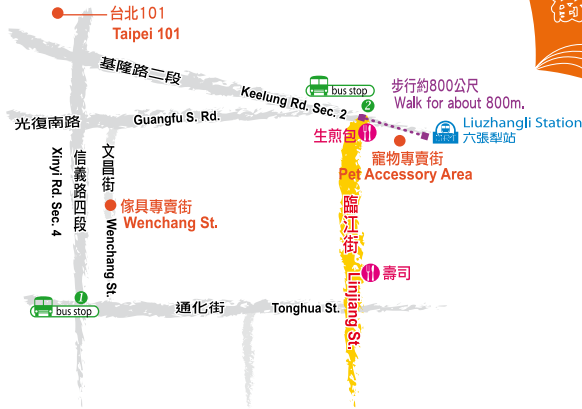 台北101
Taipei 101
街
基隆路二段
Keelung Rd. Sec. 2
bus stop
2
步行約800公尺
Walk for about 800m.
光復南路
Guangfu S. Rd.
生煎包
Liuzhangli Station
六張犁站
寵物專賣街
Pet Accessory Area
信義路四段
Xinyi Rd. Sec. 4
文昌街
Wenchang St.
傢具專賣街
Wenchang St.
臨江街
Linjiang St.
壽司
1
bus stop
通化街
Tonghua St.